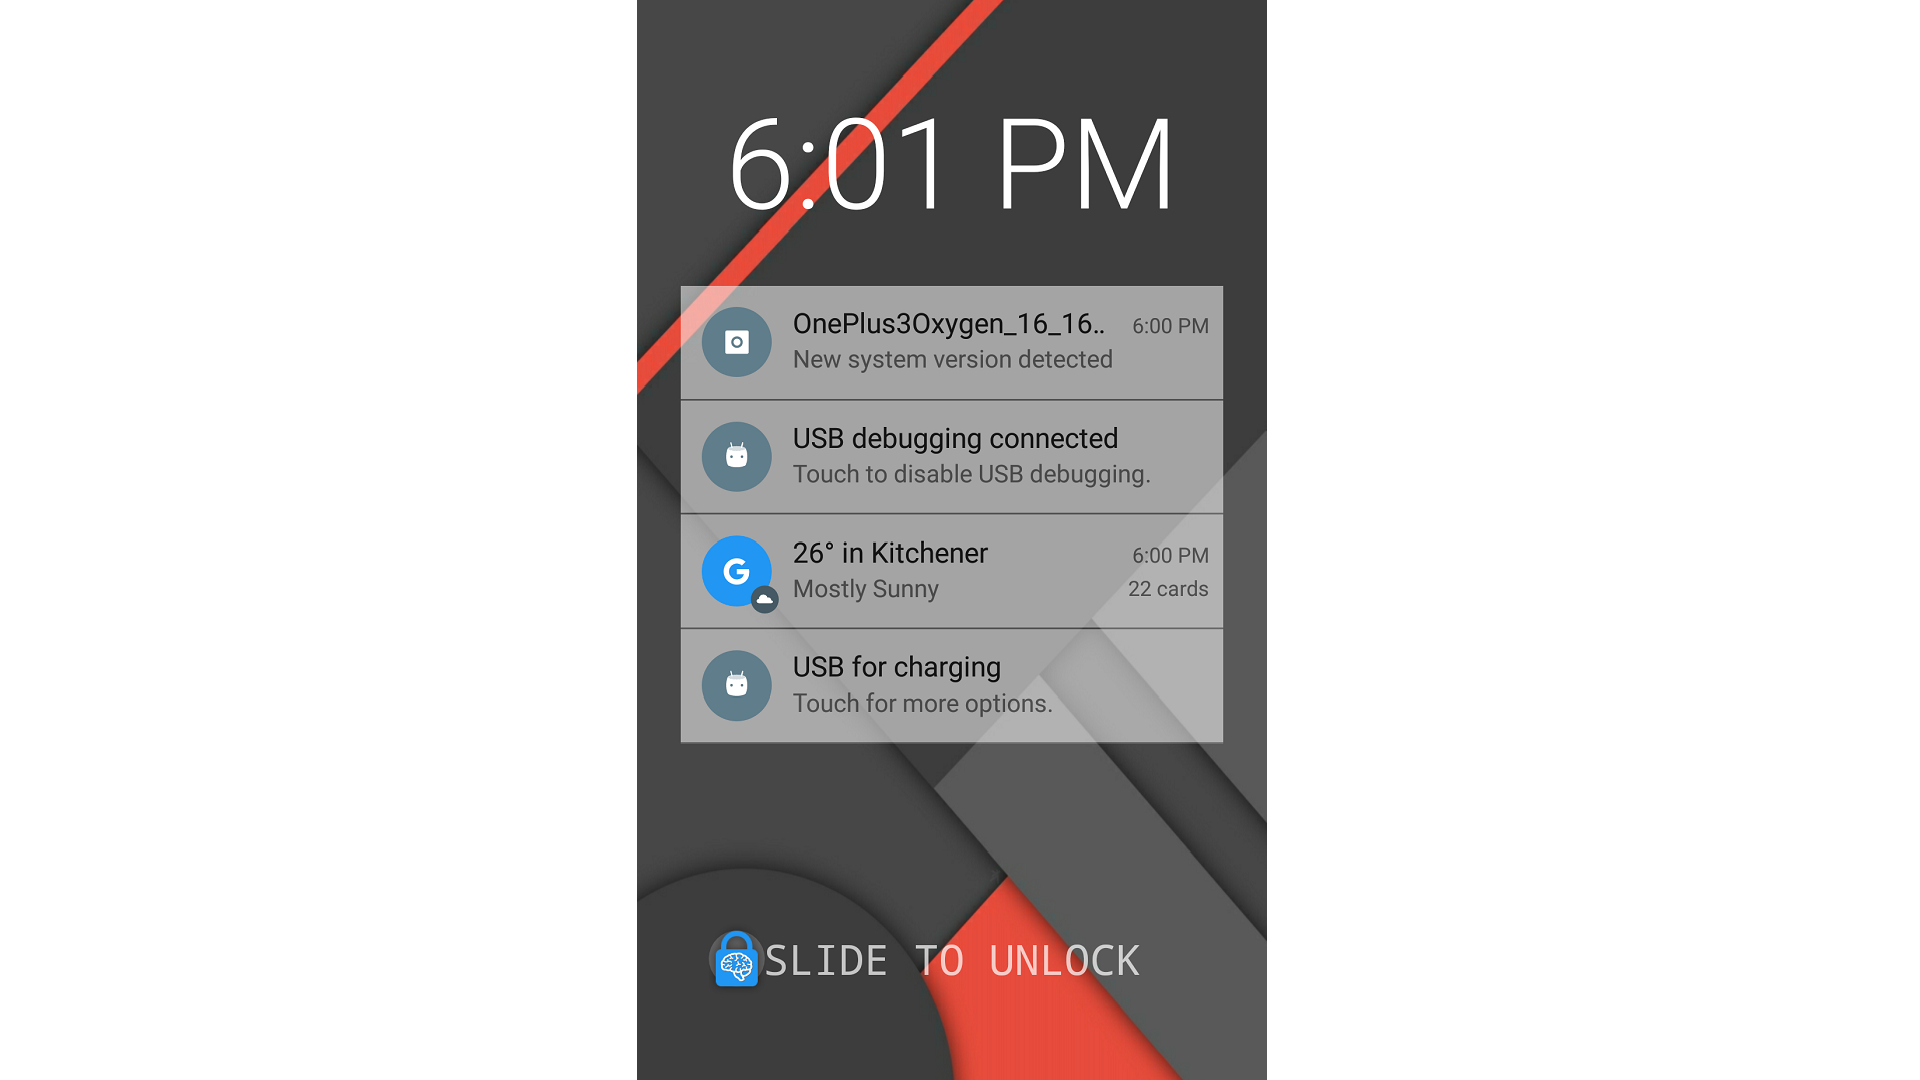 6:01 PM
OnePlus3Oxygen_16_16.. 6:00 PM
New system version detected
USB debugging connected
Touch to disable USB debugging.
26° in Kitchener 6:00 PM
Mostly Sunny 22 cards
USB for charging
Touch for more options.
SLIDE TO UNLOCK